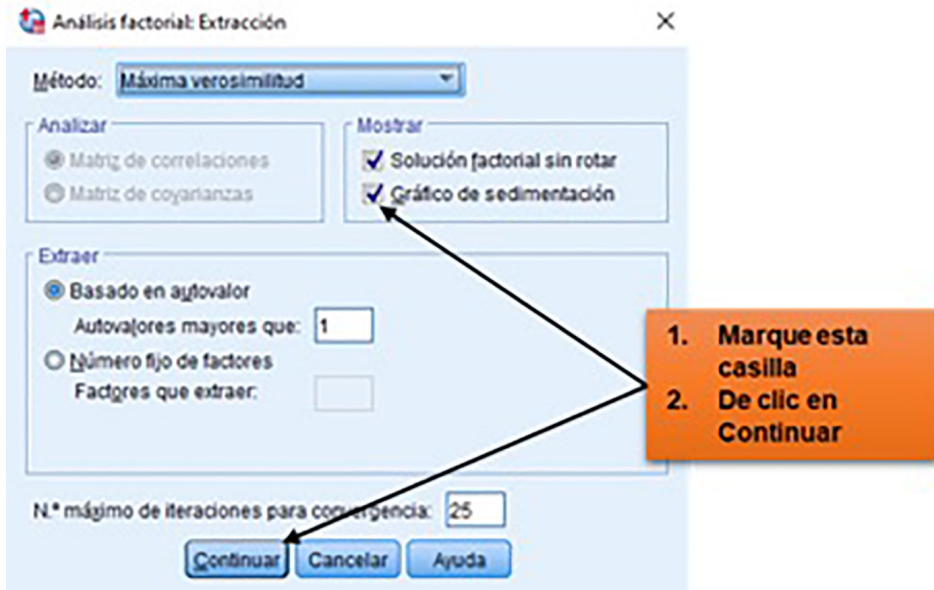 Análisis factorial: Extracción
Método: Máxima verosimilitud
Analizar
Matriz de correlaciones
Matriz de covarianzas
Mostrar
Solución factorial sin rotar
Gráfico de sedimentación
Extraer
Basado en autovalor
Autovalores mayores que: 1
Número fijo de factores
Factores que extraer:
N.º máximo de iteraciones para convergencia: 25
Continuar Cancelar Ayuda
1. Marque esta
casilla
2. De clic en
Continuar